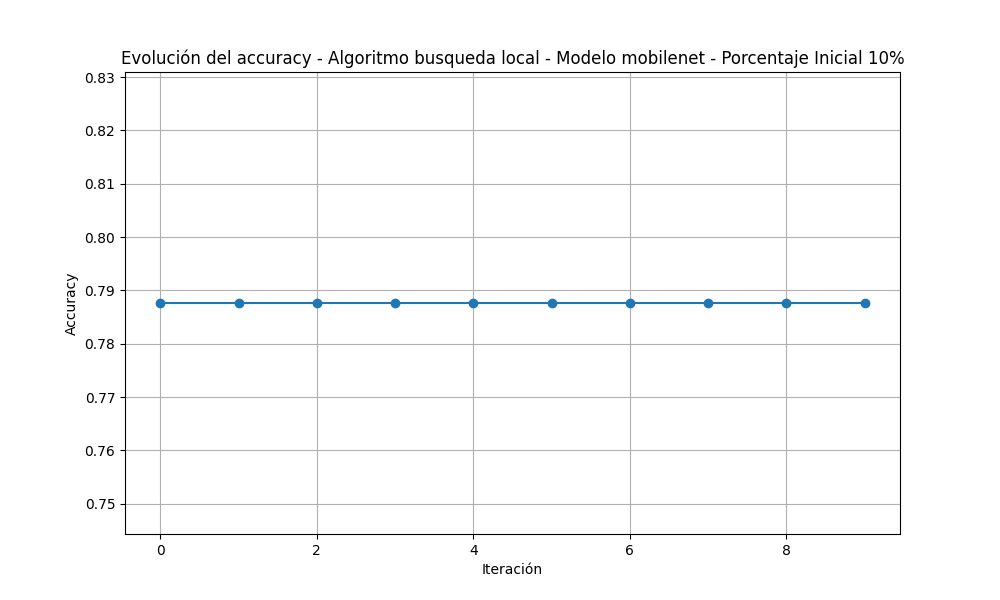 Evolución del accuracy - Algoritmo busqueda local - Modelo mobilenet - Porcentaje Inicial 10%
0.83
0.82
0.81
0.80
0.79
0.78
0.77
0.76
0.75
Accuracy
0 2 4 6 8
Iteración